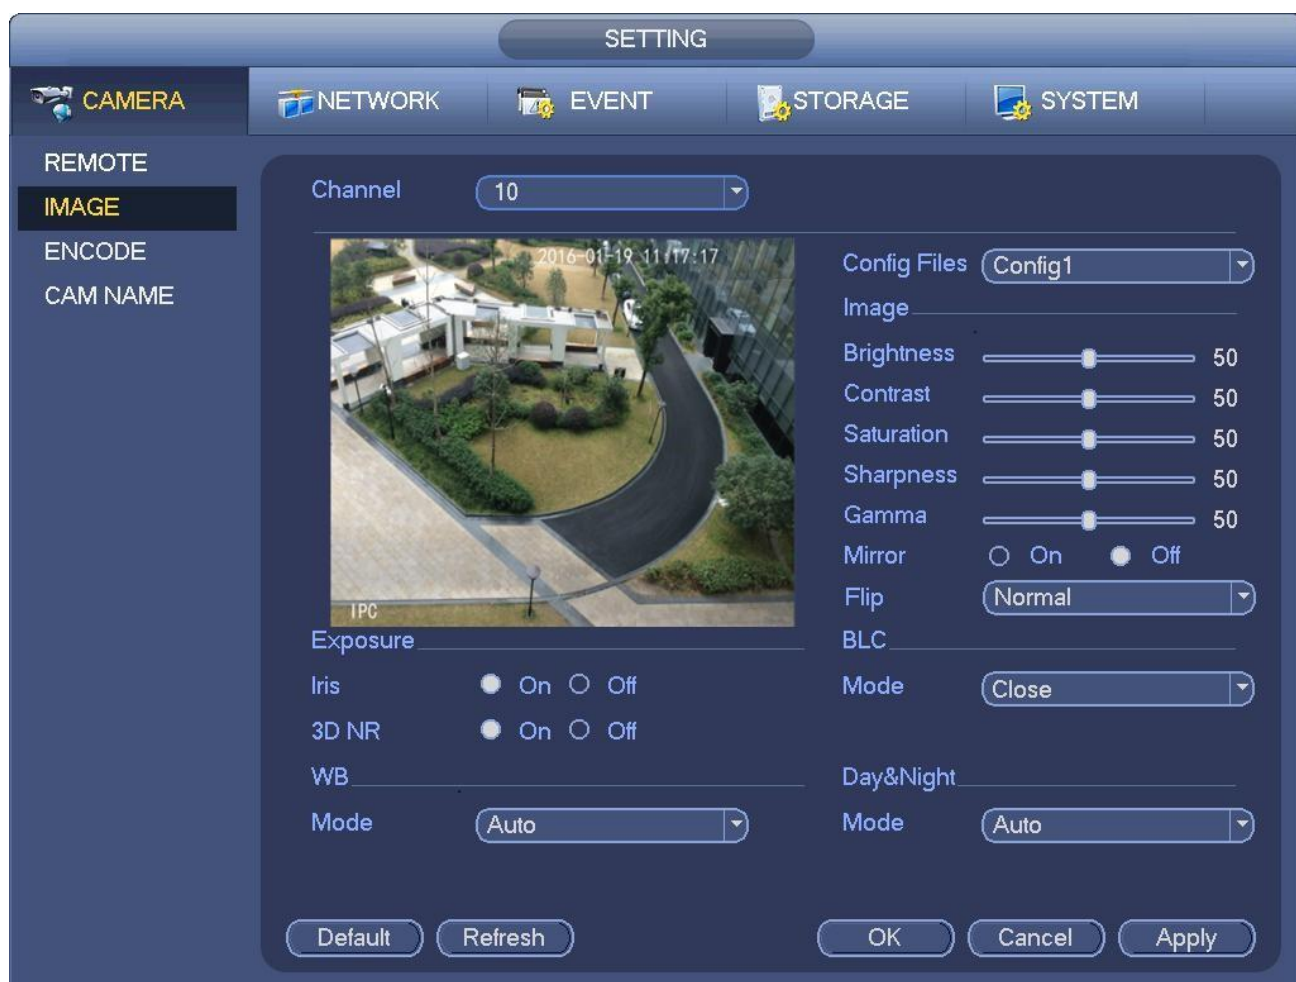 SETTING
CAMERA NETWORK EVENT STORAGE SYSTEM
REMOTE
IMAGE
ENCODE
CAM NAME
Channel 10
2016-01-19 11:17:17
IPC
Config Files Config1
Image
Brightness 50
Contrast 50
Saturation 50
Sharpness 50
Gamma 50
Mirror On Off
Flip Normal
Exposure
Iris On Off
3D NR On Off
BLC
Mode Close
WB
Mode Auto
Day&Night
Mode Auto
Default Refresh OK Cancel Apply